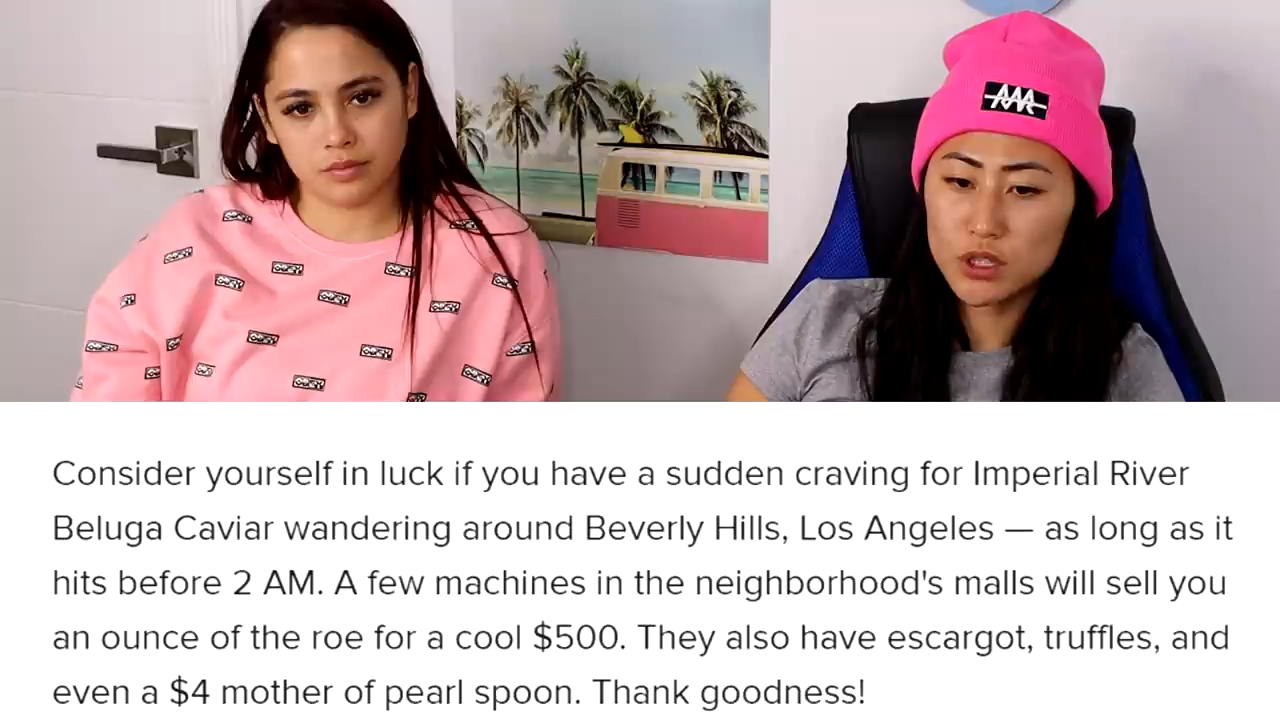 AAA
OBEY
Consider yourself in luck if you have a sudden craving for Imperial River
Beluga Caviar wandering around Beverly Hills, Los Angeles — as long as it
hits before 2 AM. A few machines in the neighborhood's malls will sell you
an ounce of the roe for a cool $500. They also have escargot, truffles, and
even a $4 mother of pearl spoon. Thank goodness!